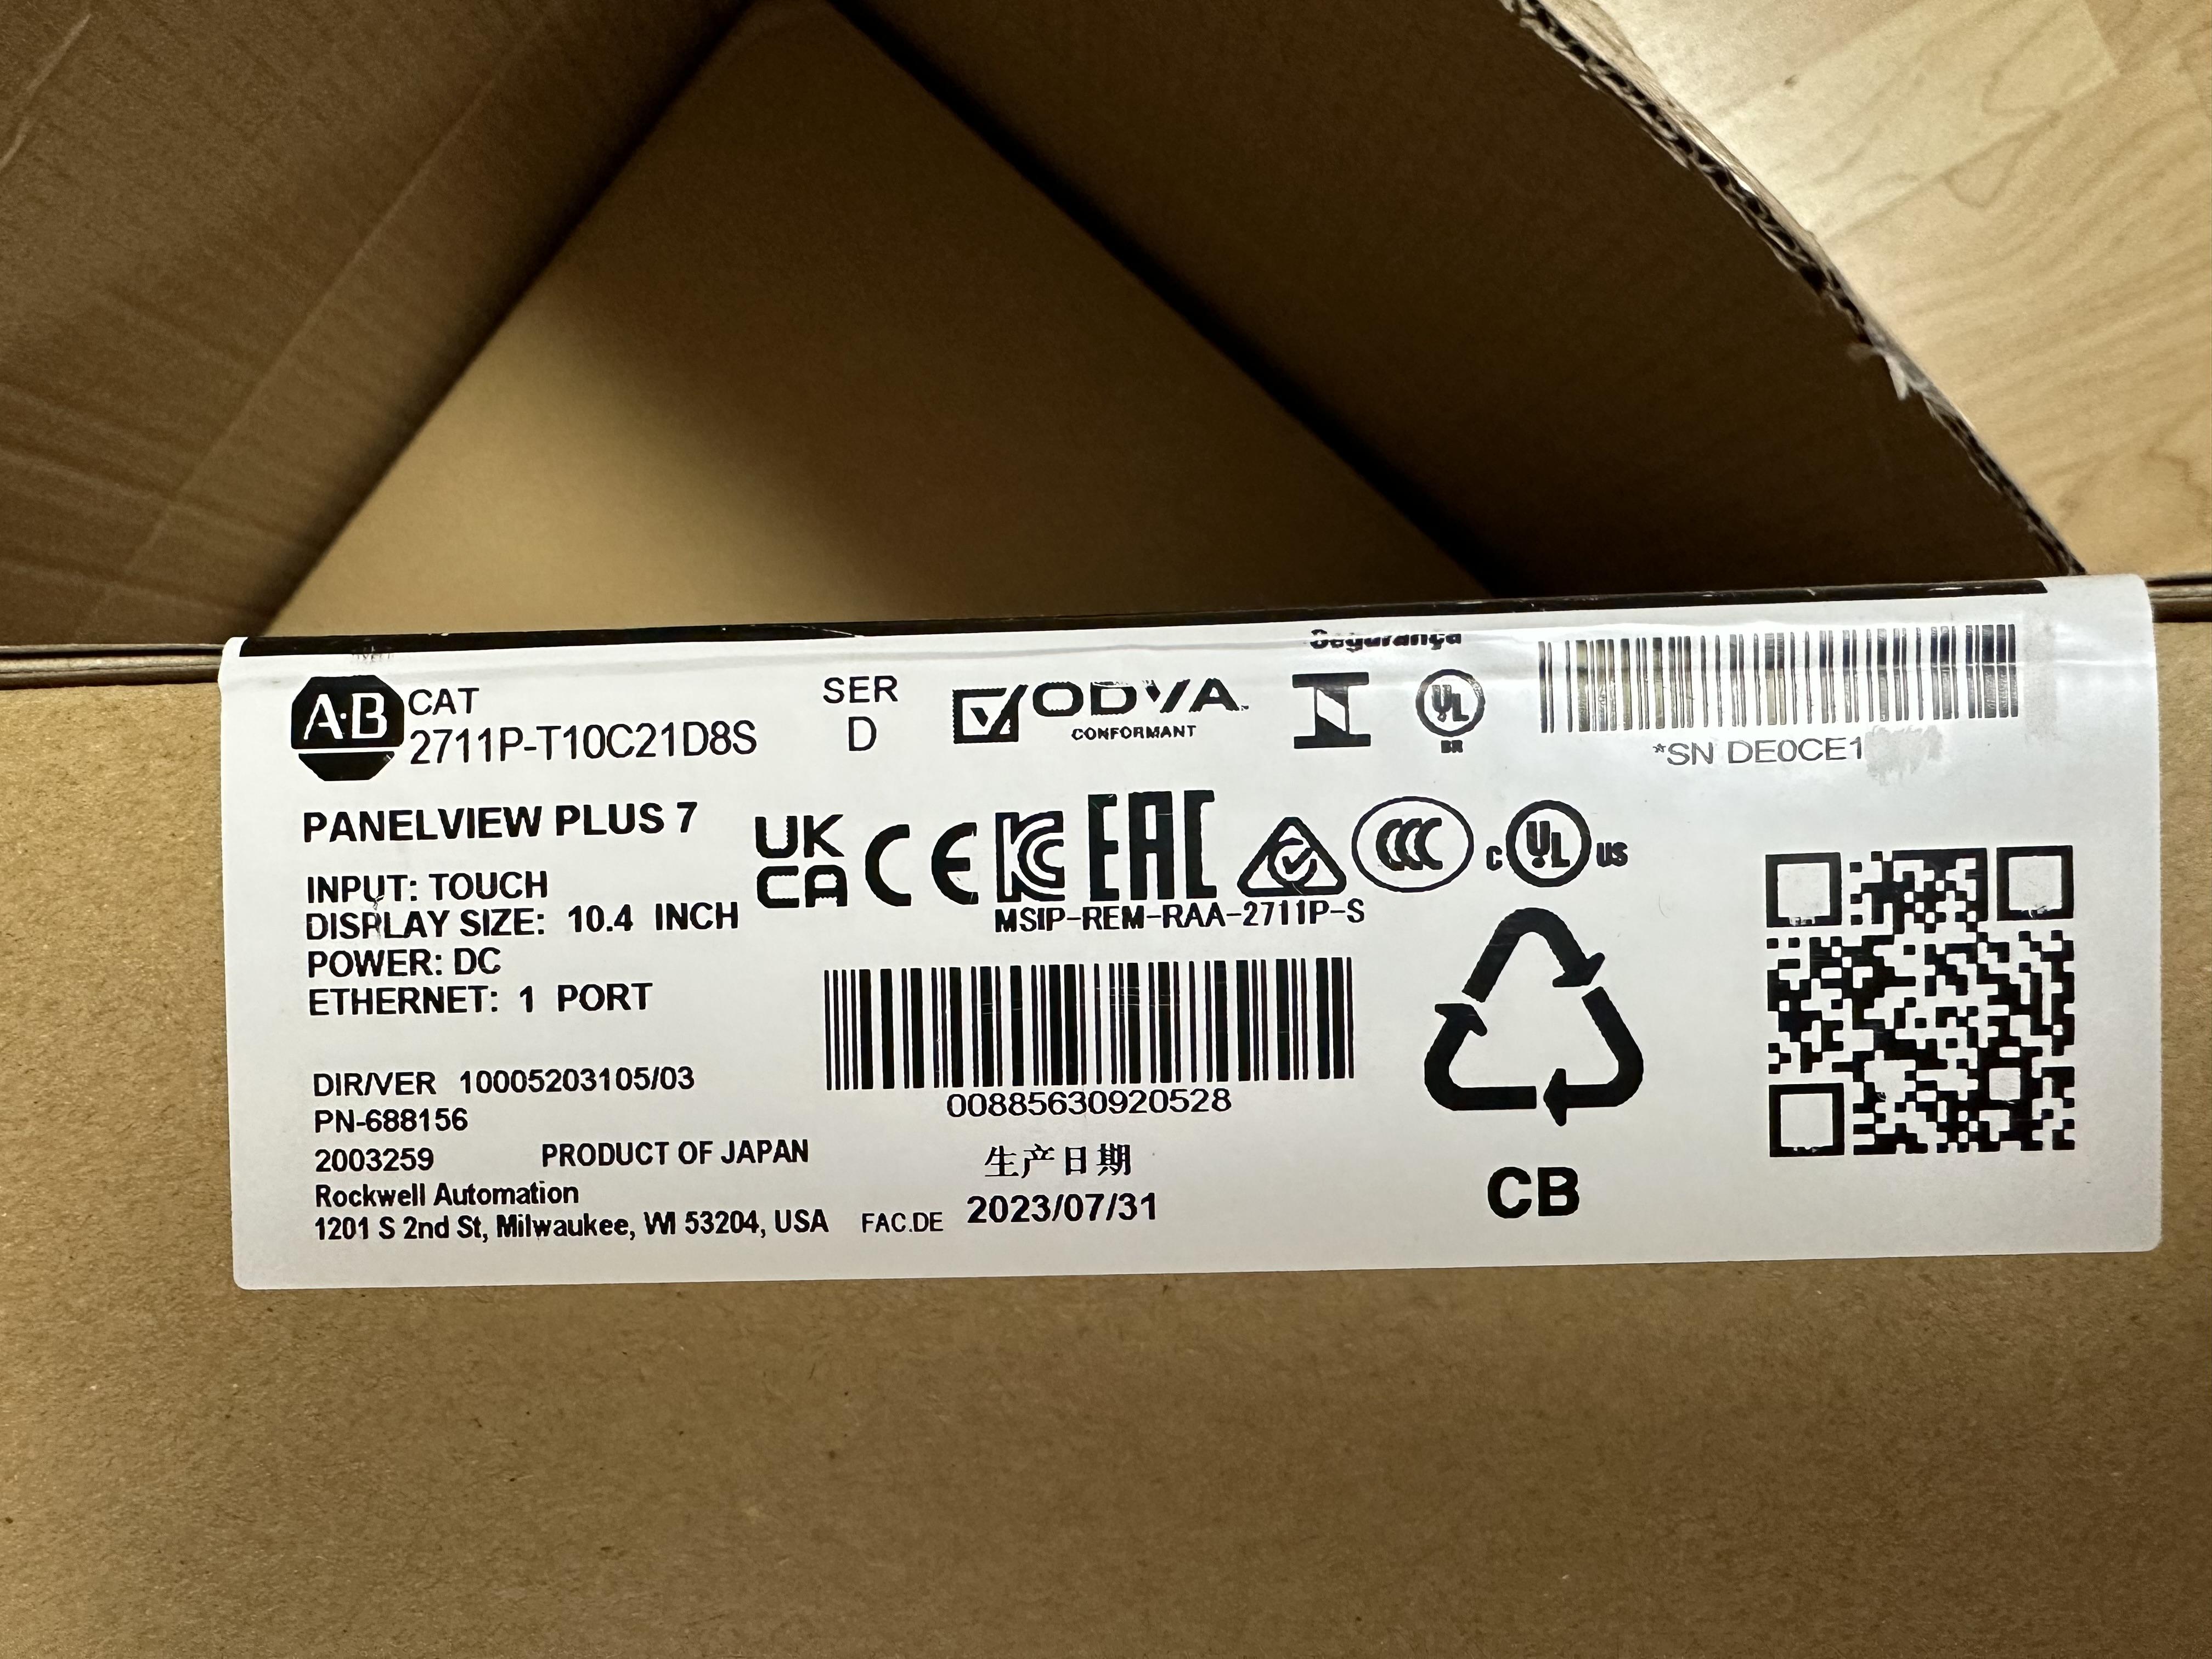 A·B
CAT
2711P-T10C21D8S
SER
D
ODVA
CONFORMANT
Segurança
UL
BR
*SN DE0CE1
PANELVIEW PLUS 7
INPUT: TOUCH
DISPLAY SIZE: 10.4 INCH
POWER: DC
ETHERNET: 1 PORT
UK
CA
CE
EAC
CCC
c UL US
MSIP-REM-RAA-2711P-S
00885630920528
DIR/VER 10005203105/03
PN-688156
2003259
PRODUCT OF JAPAN
Rockwell Automation
1201 S 2nd St, Milwaukee, WI 53204, USA
FAC.DE
生产日期
2023/07/31
CB